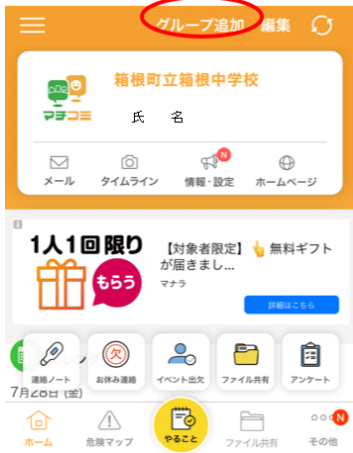 グループ追加 編集
箱根町立箱根中学校
マチコミ
氏 名
N
メール タイムライン 情報・設定 ホームページ
1人1回限り
もらう
【対象者限定】👆無料ギフト
が届きまし...
マナラ
詳細はこちら
欠
連絡ノート お休み連絡 イベント出欠 ファイル共有 アンケート
7月28日 (金)
N
ホーム 危険マップ やること ファイル共有 その他